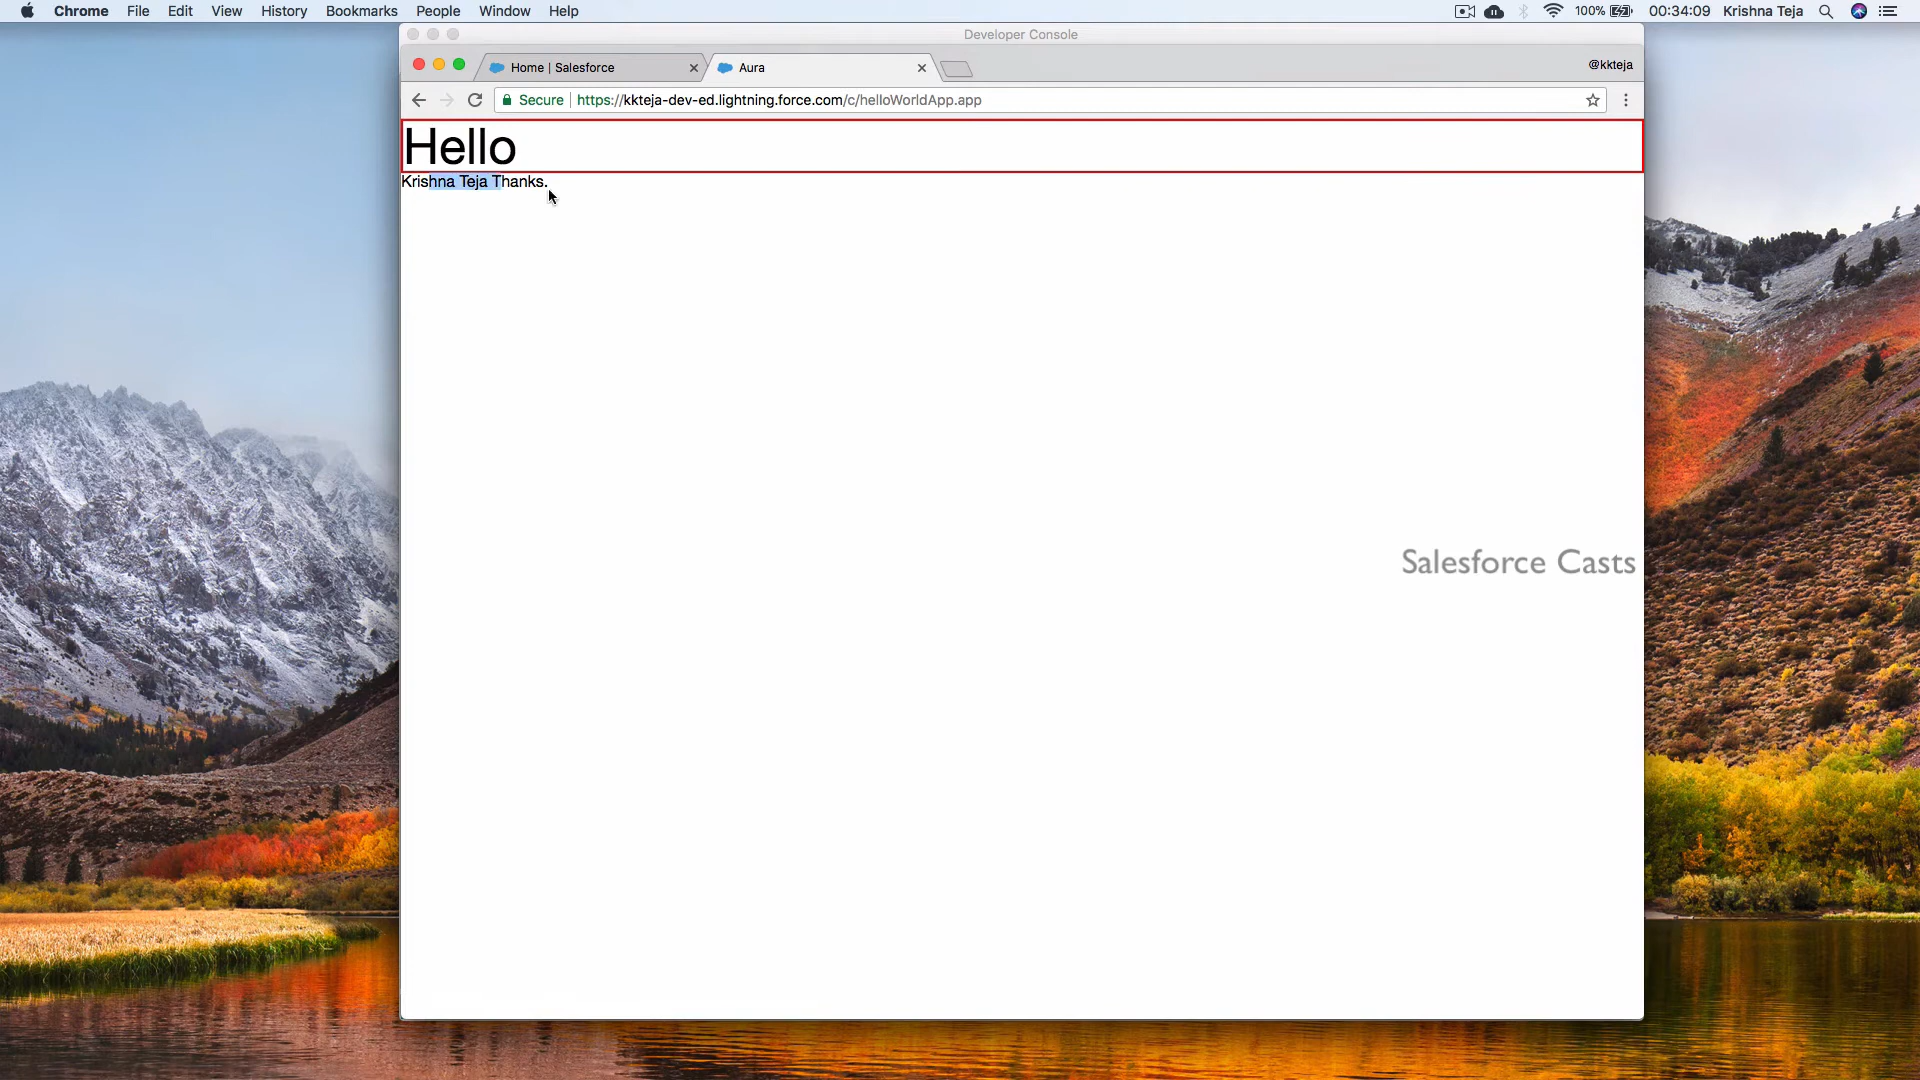 Chrome File Edit View History Bookmarks People Window Help 100% 00:34:09 Krishna Teja
Developer Console
Home | Salesforce Aura @kkteja
Secure https://kkteja-dev-ed.lightning.force.com/c/helloWorldApp.app
Hello
Krishna Teja Thanks.
Salesforce Casts